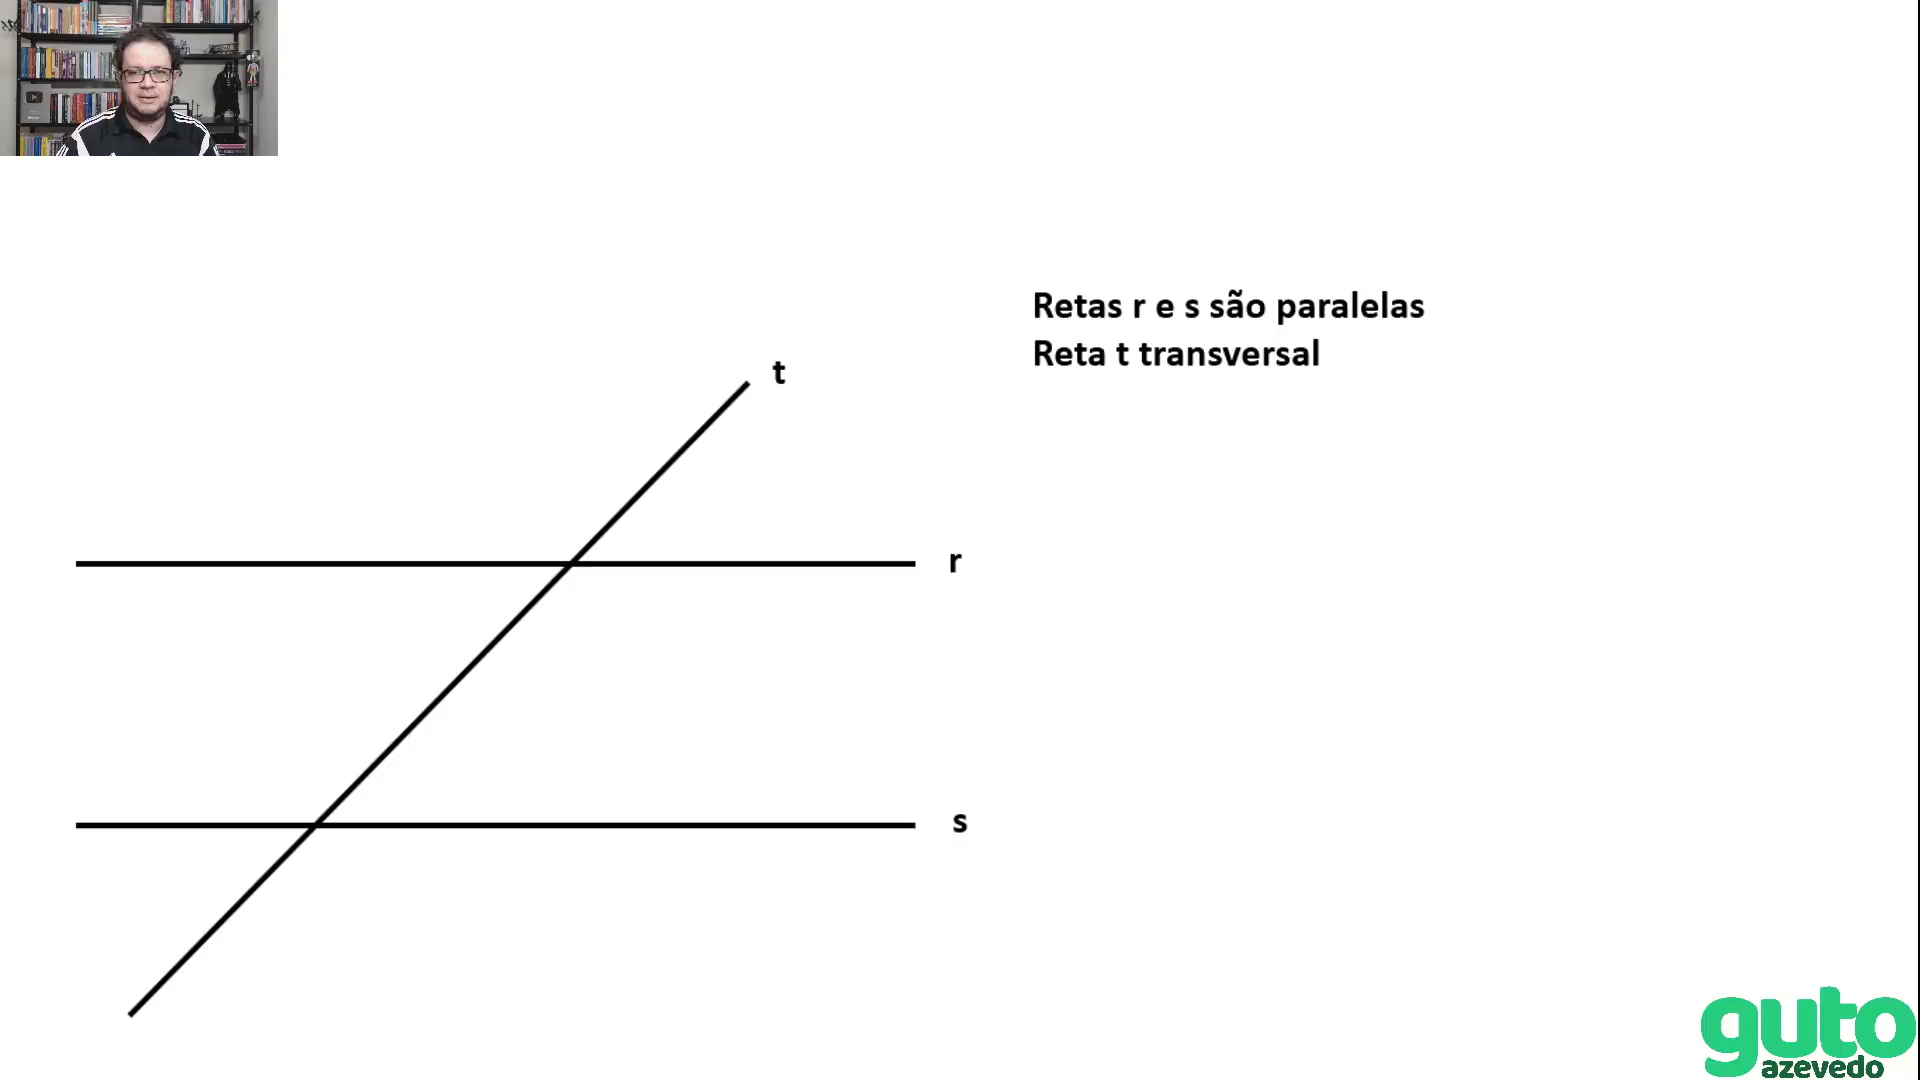 Retas r e s são paralelas
Reta t transversal
t
r
s
guto
azevedo